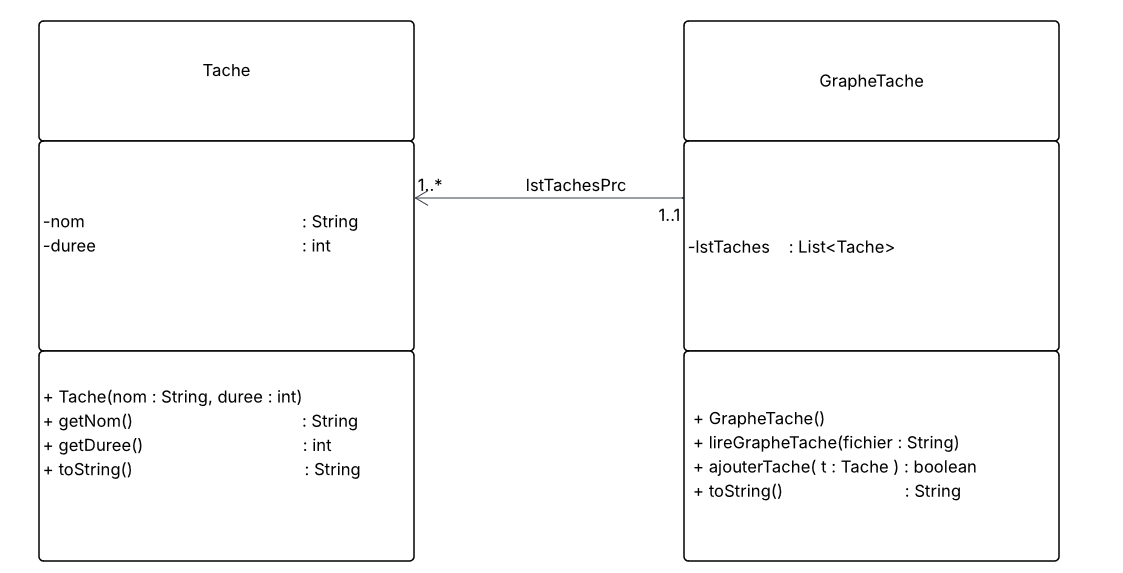 Tache
-nom : String
-duree : int
+ Tache(nom : String, duree : int)
+ getNom() : String
+ getDuree() : int
+ toString() : String
1..*
lstTachesPrc
1..1
GrapheTache
-lstTaches : List<Tache>
+ GrapheTache()
+ lireGrapheTache(fichier : String)
+ ajouterTache( t : Tache ) : boolean
+ toString() : String